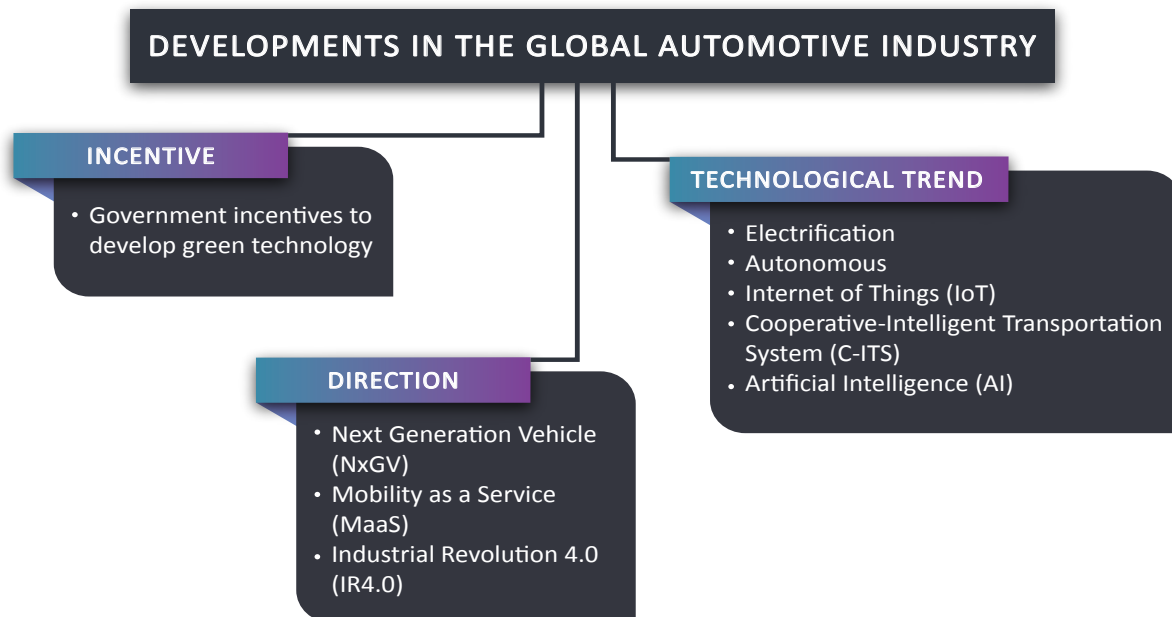 DEVELOPMENTS IN THE GLOBAL AUTOMOTIVE INDUSTRY
INCENTIVE
• Government incentives to
develop green technology
TECHNOLOGICAL TREND
• Electrification
• Autonomous
• Internet of Things (IoT)
• Cooperative-Intelligent Transportation
System (C-ITS)
• Artificial Intelligence (AI)
DIRECTION
• Next Generation Vehicle
(NxGV)
• Mobility as a Service
(MaaS)
• Industrial Revolution 4.0
(IR4.0)